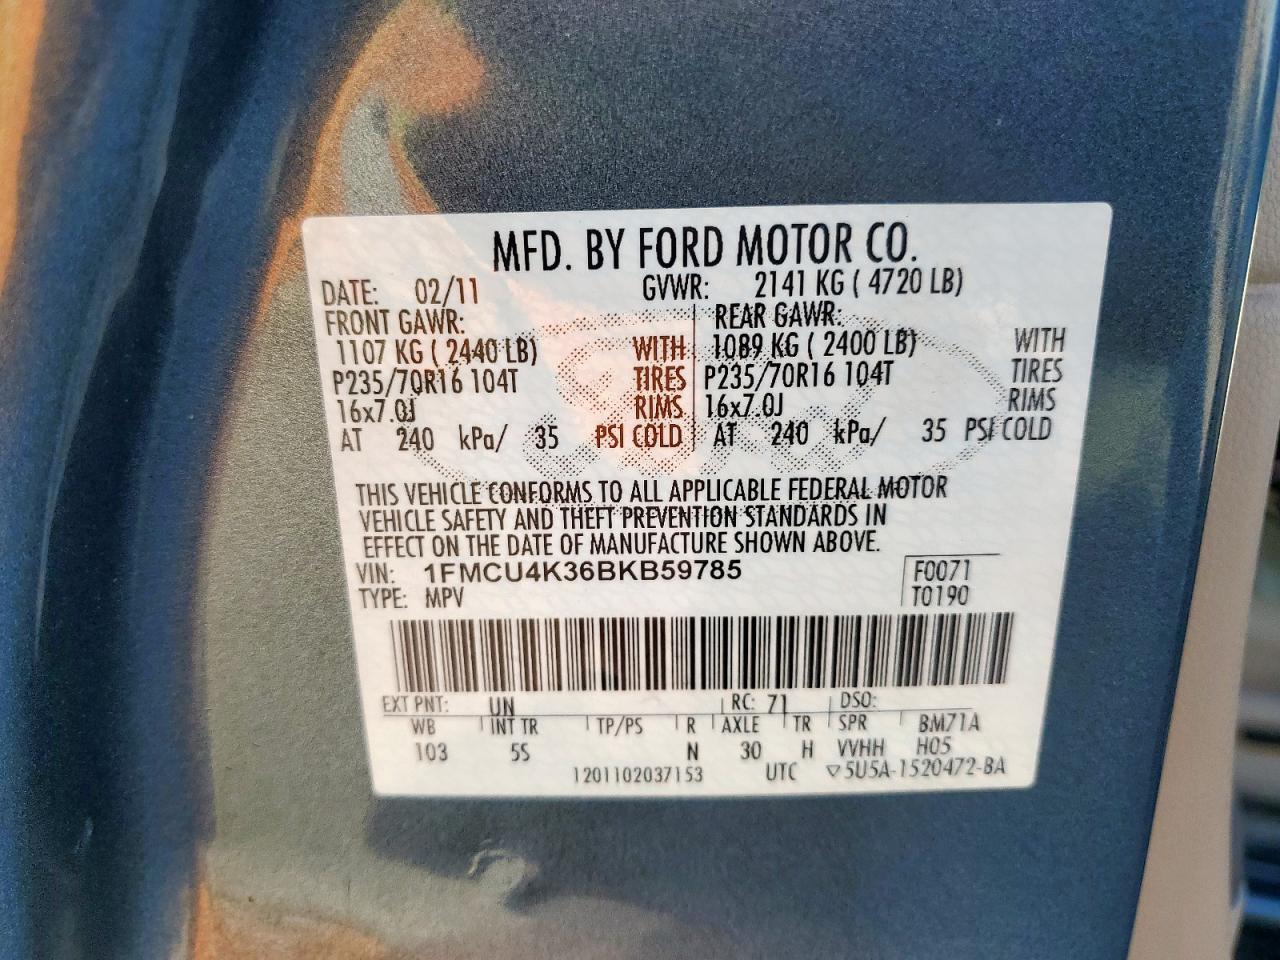 MFD. BY FORD MOTOR CO.
DATE: 02/11 GVWR: 2141 KG ( 4720 LB)
FRONT GAWR: REAR GAWR:
1107 KG ( 2440 LB) WITH 1089 KG ( 2400 LB) WITH
P235/70R16 104T TIRES P235/70R16 104T TIRES
16x7.0J RIMS 16x7.0J RIMS
AT 240 kPa/ 35 PSI COLD AT 240 kPa/ 35 PSI COLD
THIS VEHICLE CONFORMS TO ALL APPLICABLE FEDERAL MOTOR
VEHICLE SAFETY AND THEFT PREVENTION STANDARDS IN
EFFECT ON THE DATE OF MANUFACTURE SHOWN ABOVE.
VIN: 1FMCU4K36BKB59785 F0071
TYPE: MPV T0190
EXT PNT: UN RC: 71 DSO:
WB INT TR TP/PS R AXLE TR SPR BM71A
103 5S N 30 H VVHH H05
1201102037153 UTC ▽5U5A-1520472-BA